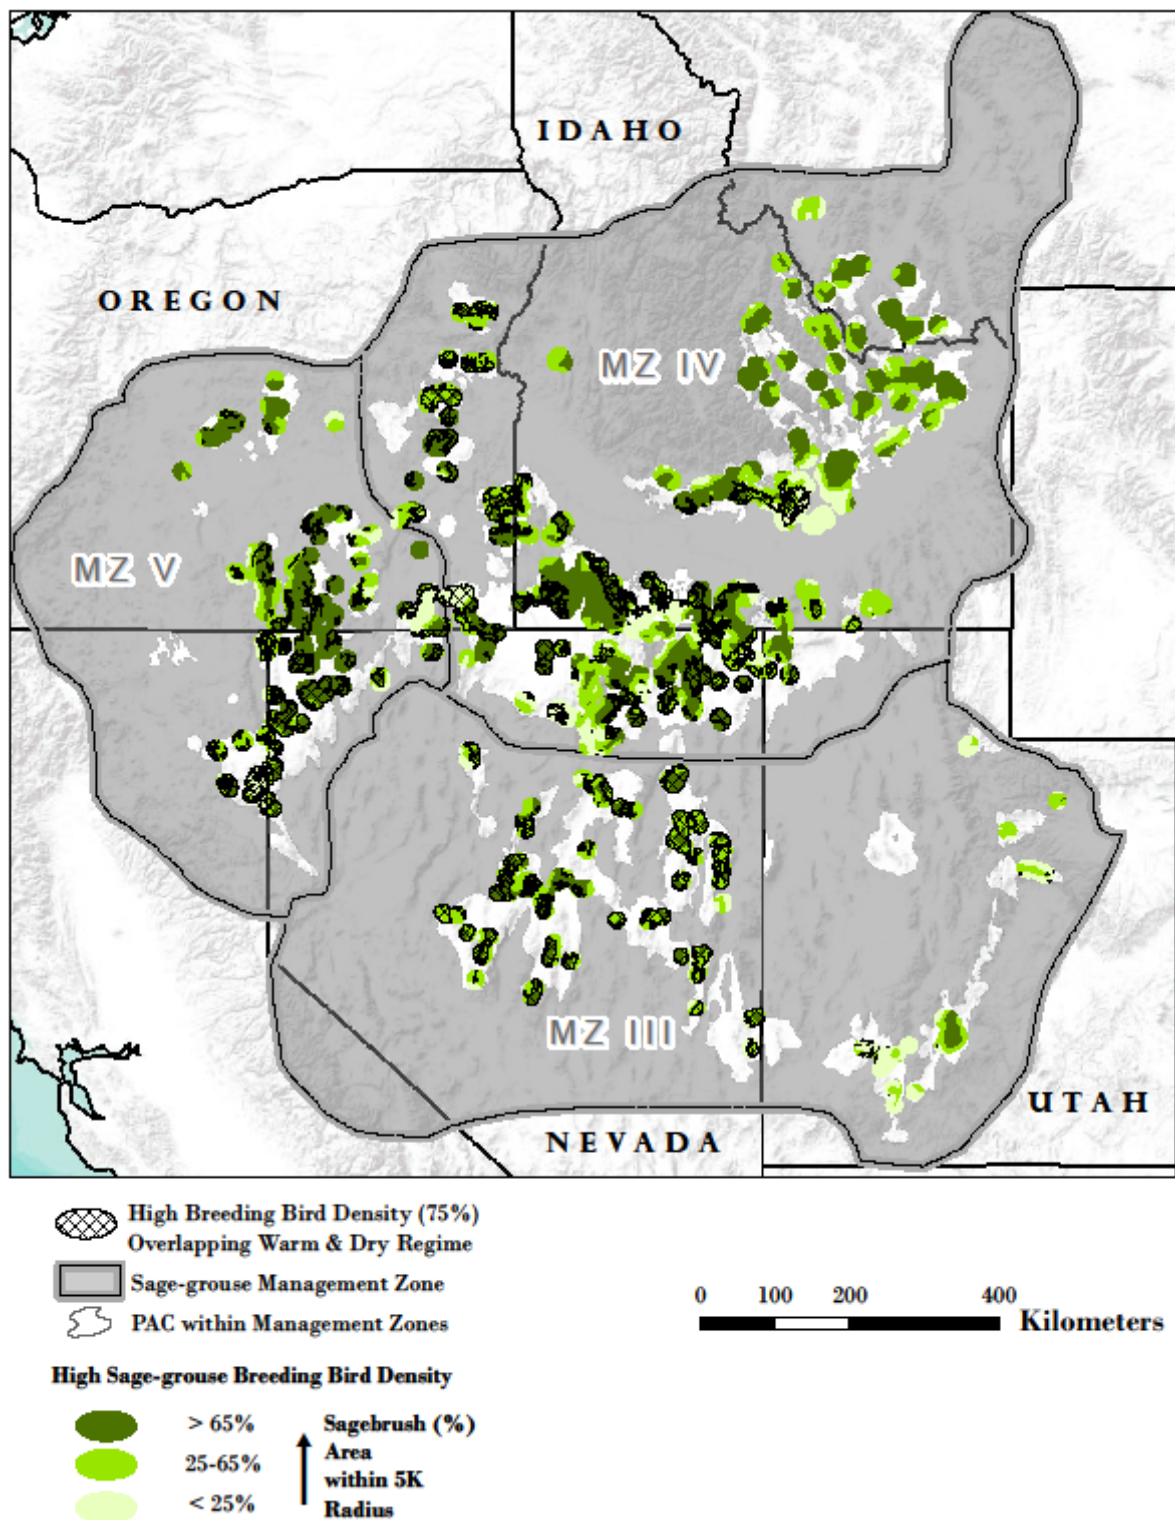 IDAHO
OREGON
MZ IV
MZ V
MZ III
UTAH
NEVADA
High Breeding Bird Density (75%)
Overlapping Warm & Dry Regime
Sage-grouse Management Zone
PAC within Management Zones
0 100 200 400 Kilometers
High Sage-grouse Breeding Bird Density
> 65% Sagebrush (%)
Area
25-65%
within 5K
< 25% Radius